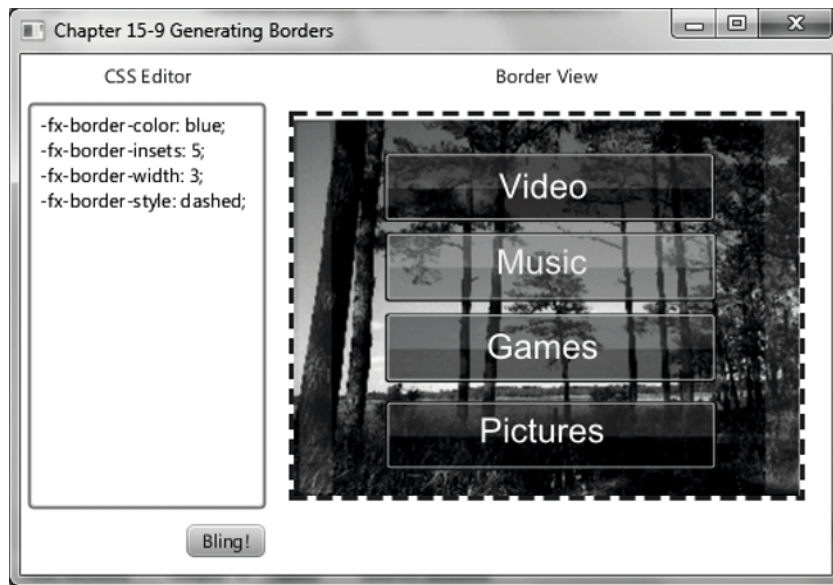 Chapter 15-9 Generating Borders
CSS Editor
Border View
-fx-border-color: blue;
-fx-border-insets: 5;
-fx-border-width: 3;
-fx-border-style: dashed;
Video
Music
Games
Pictures
Bling!